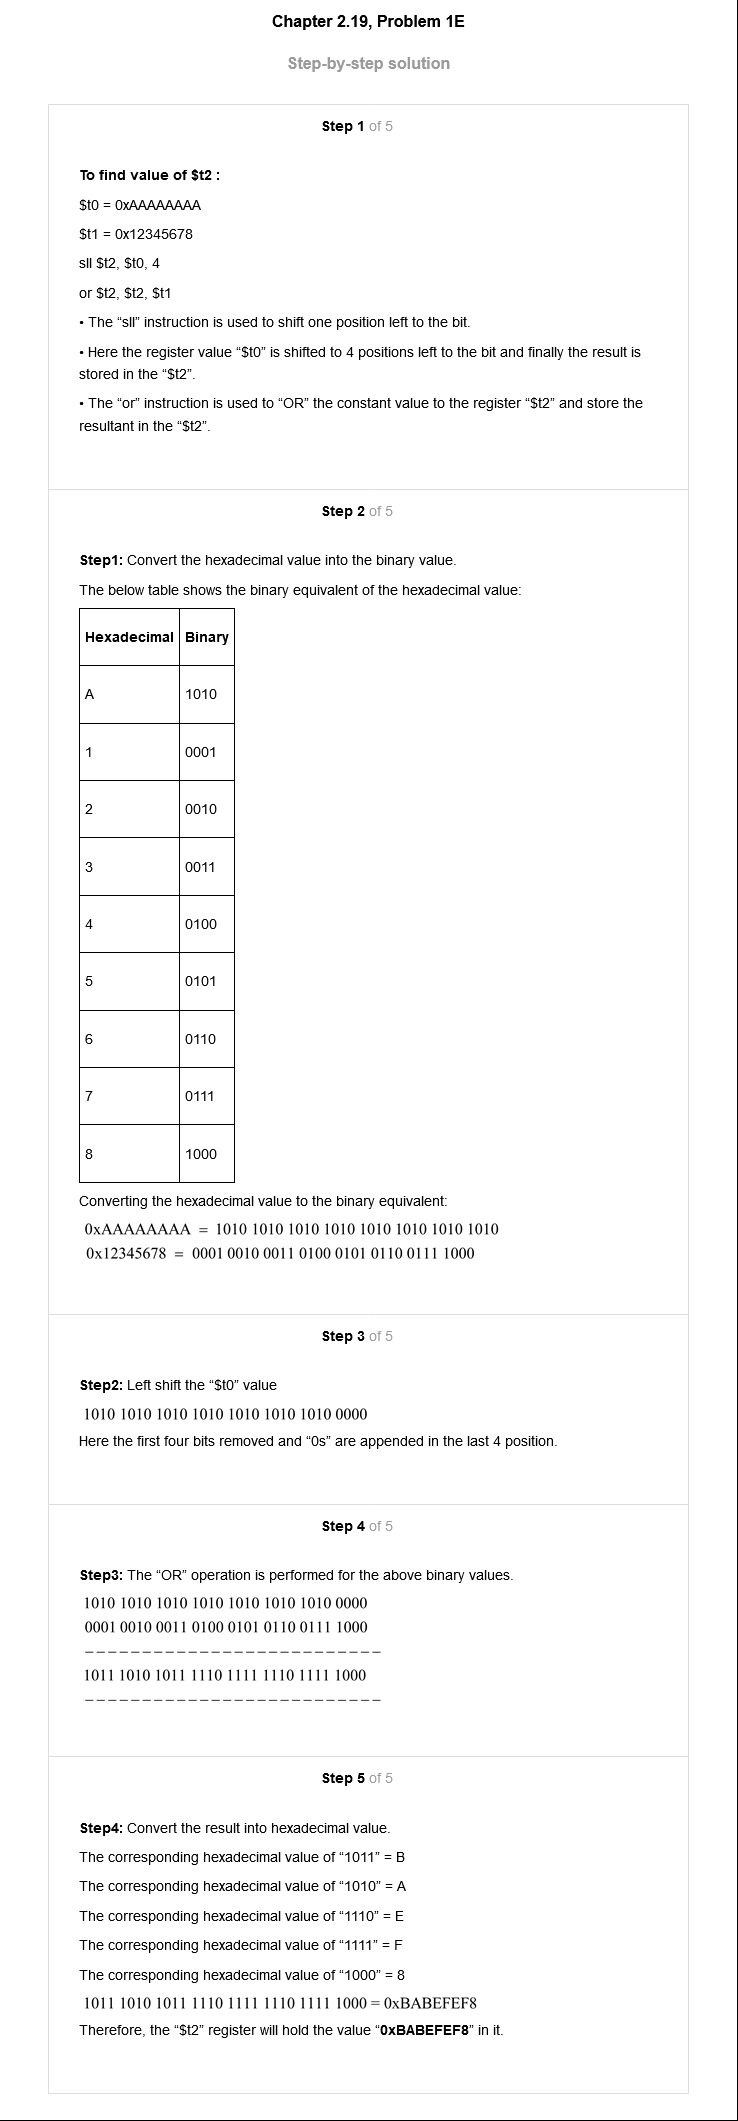 Chapter 2.19, Problem 1E
Step-by-step solution
Step 1 of 5
To find value of $t2 :
$t0 = 0xAAAAAAAA
$t1 = 0x12345678
sll $t2, $t0, 4
or $t2, $t2, $t1
• The “sll” instruction is used to shift one position left to the bit.
• Here the register value “$t0” is shifted to 4 positions left to the bit and finally the result is
stored in the “$t2”.
• The “or” instruction is used to “OR” the constant value to the register “$t2” and store the
resultant in the “$t2”.
Step 2 of 5
Step1: Convert the hexadecimal value into the binary value.
The below table shows the binary equivalent of the hexadecimal value:
Hexadecimal Binary
A 1010
1 0001
2 0010
3 0011
4 0100
5 0101
6 0110
7 0111
8 1000
Converting the hexadecimal value to the binary equivalent:
0xAAAAAAAA = 1010 1010 1010 1010 1010 1010 1010 1010
0x12345678 = 0001 0010 0011 0100 0101 0110 0111 1000
Step 3 of 5
Step2: Left shift the “$t0” value
1010 1010 1010 1010 1010 1010 1010 0000
Here the first four bits removed and “0s” are appended in the last 4 position.
Step 4 of 5
Step3: The “OR” operation is performed for the above binary values.
1010 1010 1010 1010 1010 1010 1010 0000
0001 0010 0011 0100 0101 0110 0111 1000
1011 1010 1011 1110 1111 1110 1111 1000
Step 5 of 5
Step4: Convert the result into hexadecimal value.
The corresponding hexadecimal value of “1011” = B
The corresponding hexadecimal value of “1010” = A
The corresponding hexadecimal value of “1110” = E
The corresponding hexadecimal value of “1111” = F
The corresponding hexadecimal value of “1000” = 8
1011 1010 1011 1110 1111 1110 1111 1000 = 0xBABEFEF8
Therefore, the “$t2” register will hold the value “0xBABEFEF8” in it.